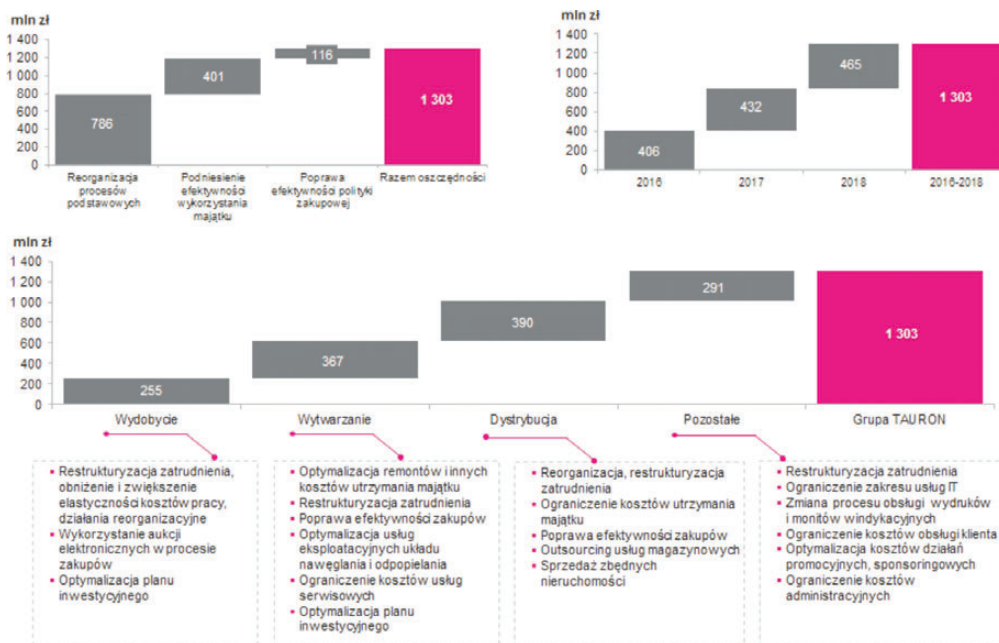 mln zł
1 400
1 200
1 000
800
600
400
200
0
786
401
116
1 303
Reorganizacja
procesów
podstawowych
Podniesienie
efektywności
wykorzystania
majątku
Poprawa
efektywności polityki
zakupowej
Razem oszczędności
mln zł
1 400
1 200
1 000
800
600
400
200
0
406
432
465
1 303
2016
2017
2018
2016-2018
mln zł
1 400
1 200
1 000
800
600
400
200
0
255
367
390
291
1 303
Wydobycie
Wytwarzanie
Dystrybucja
Pozostałe
Grupa TAURON
Restrukturyzacja zatrudnienia,
obniżenie i zwiększenie
elastyczności kosztów pracy,
działania reorganizacyjne
Wykorzystanie aukcji
elektronicznych w procesie
zakupów
Optymalizacja planu
inwestycyjnego
Optymalizacja remontów i innych
kosztów utrzymania majątku
Restrukturyzacja zatrudnienia
Poprawa efektywności zakupów
Optymalizacja usług
eksploatacyjnych układu
nawęglania i odpopielania
Ograniczenie kosztów usług
serwisowych
Optymalizacja planu
inwestycyjnego
Reorganizacja, restrukturyzacja
zatrudnienia
Ograniczenie kosztów utrzymania
majątku
Poprawa efektywności zakupów
Outsourcing usług magazynowych
Sprzedaż zbędnych
nieruchomości
Restrukturyzacja zatrudnienia
Ograniczenie zakresu usług IT
Zmiana procesu obsługi wydruków
i monitów windykacyjnych
Ograniczenie kosztów obsługi klienta
Optymalizacja kosztów działań
promocyjnych, sponsoringowych
Ograniczenie kosztów
administracyjnych